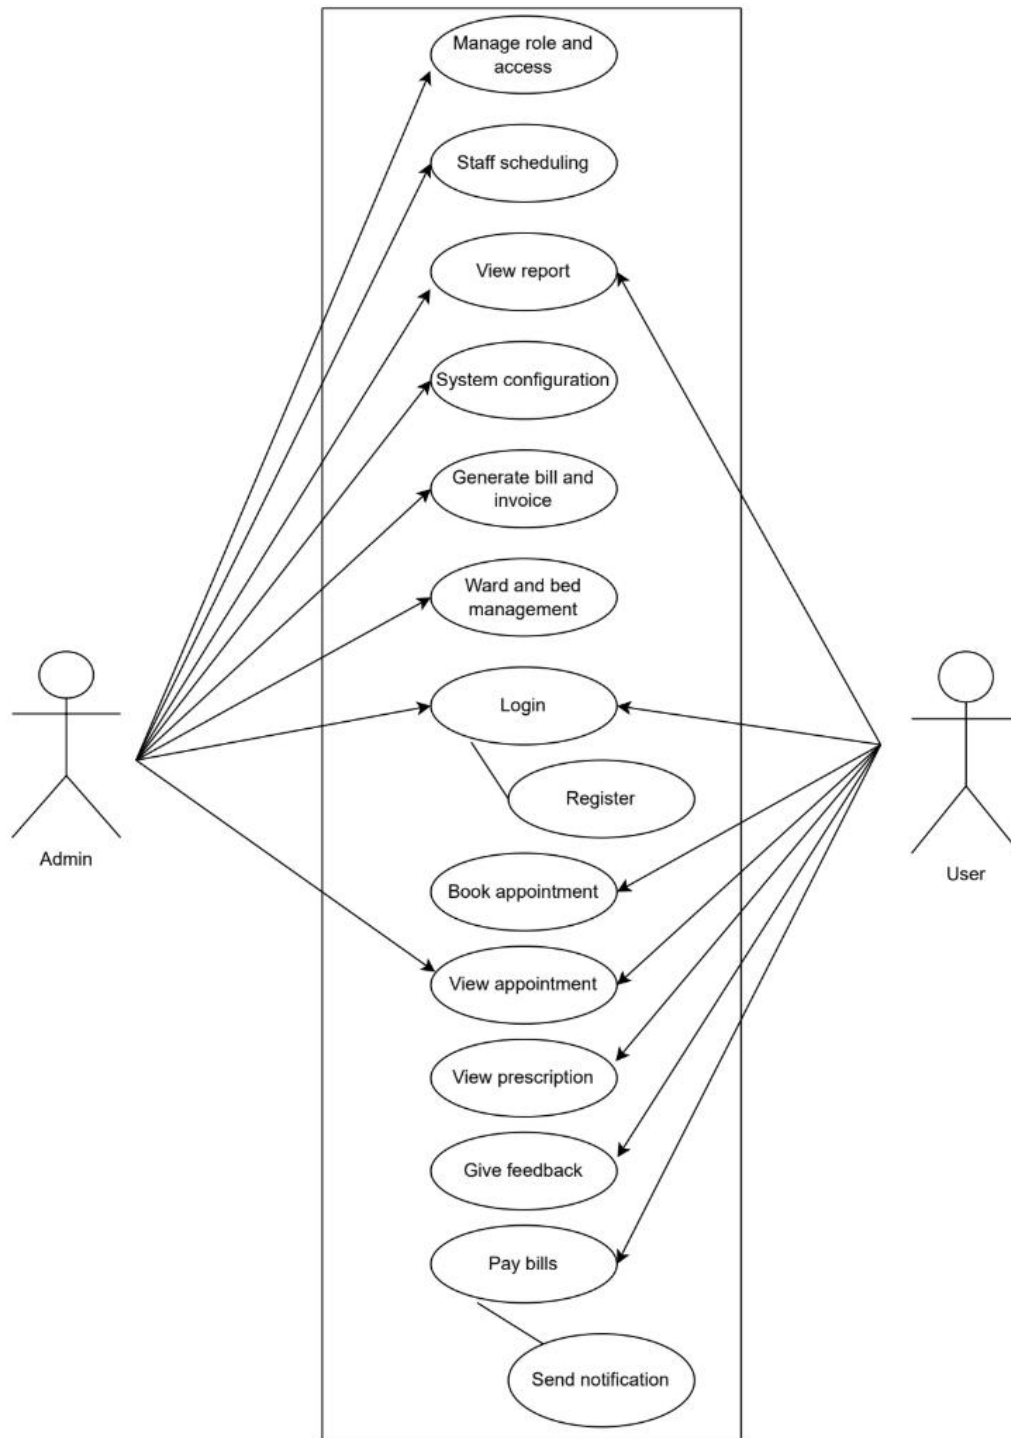 Manage role and
access
Staff scheduling
View report
System configuration
Generate bill and
invoice
Ward and bed
management
Login
Register
Admin
User
Book appointment
View appointment
View prescription
Give feedback
Pay bills
Send notification